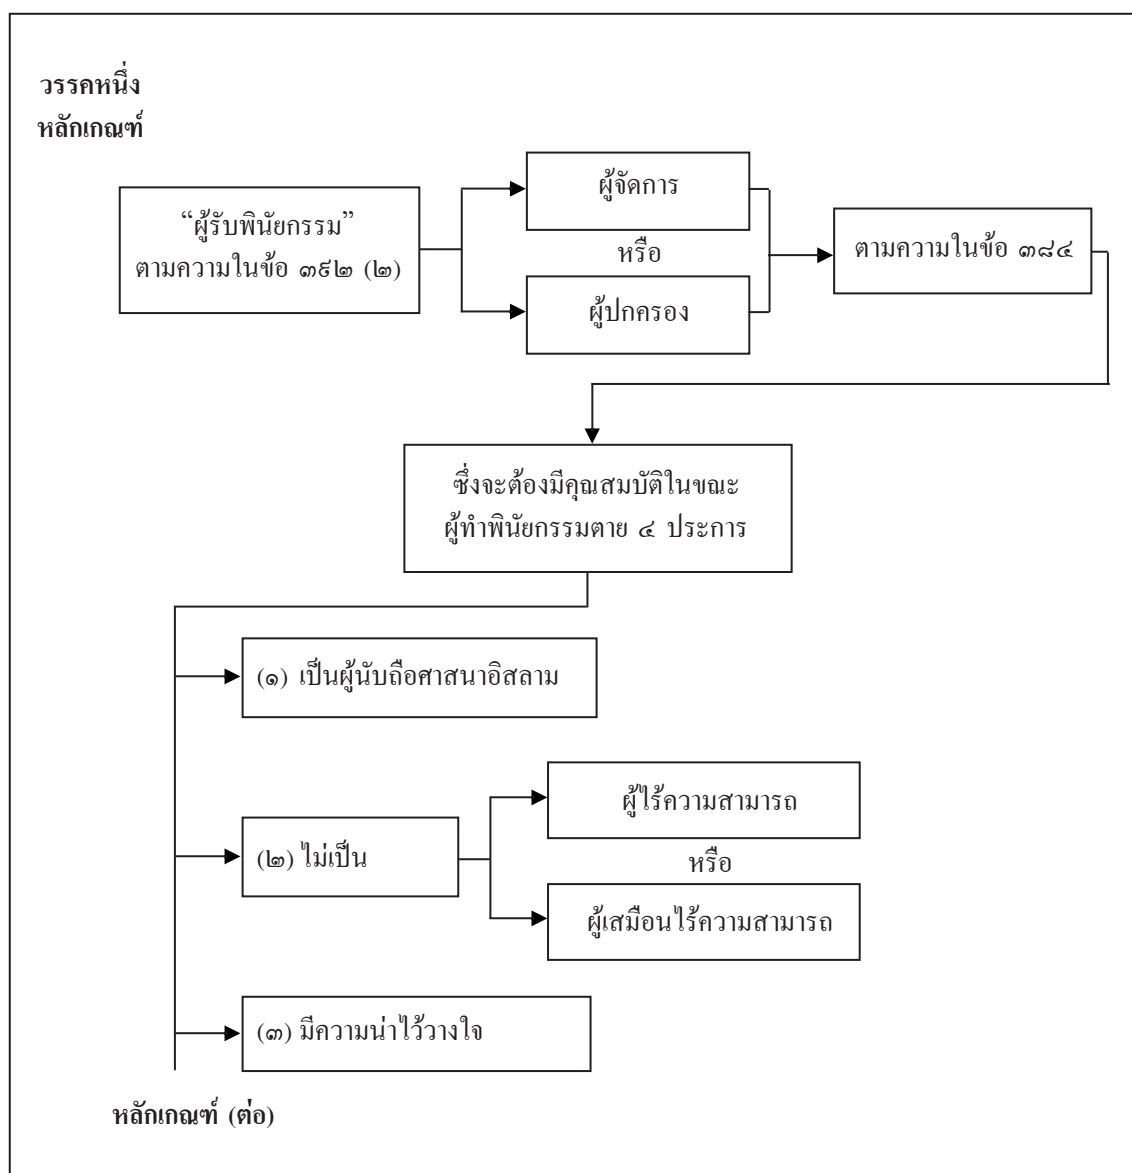 วรรคหนึ่ง
หลักเกณฑ์
“ผู้รับพินัยกรรม”
ตามความในข้อ ๓๙๒ (๒)
ผู้จัดการ
หรือ
ผู้ปกครอง
ตามความในข้อ ๓๘๔
ซึ่งจะต้องมีคุณสมบัติในขณะ
ผู้ทำพินัยกรรมตาย ๔ ประการ
(๑) เป็นผู้นับถือศาสนาอิสลาม
(๒) ไม่เป็น
ผู้ไร้ความสามารถ
หรือ
ผู้เสมือนไร้ความสามารถ
(๓) มีความน่าไว้วางใจ
หลักเกณฑ์ (ต่อ)